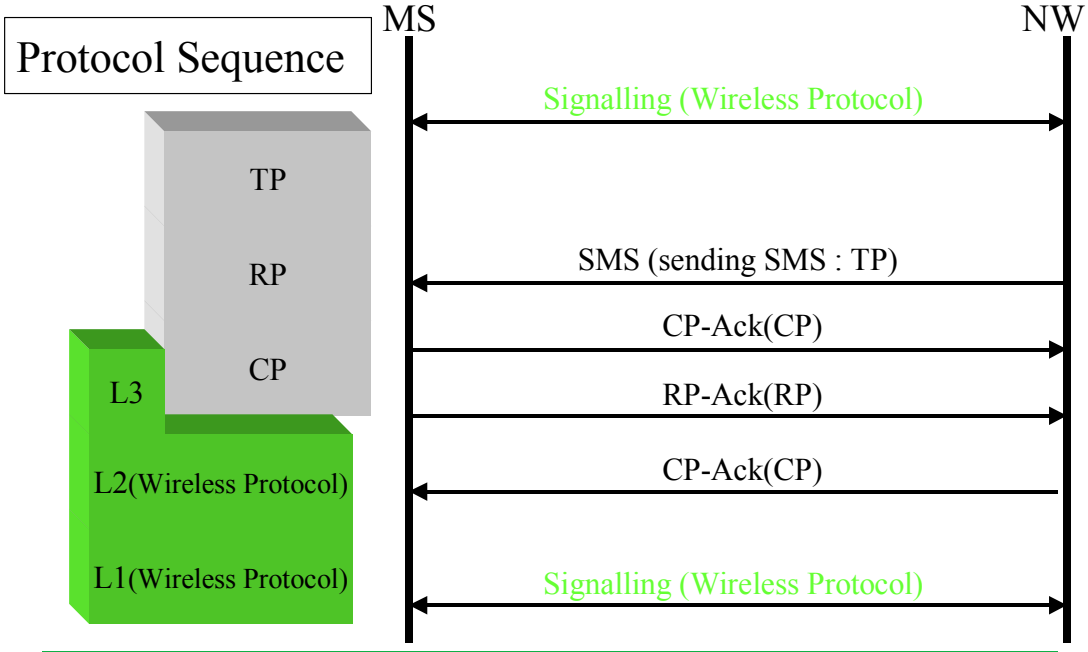 Protocol Sequence
MS
NW
Signalling (Wireless Protocol)
TP
RP
CP
L3
L2(Wireless Protocol)
L1(Wireless Protocol)
SMS (sending SMS : TP)
CP-Ack(CP)
RP-Ack(RP)
CP-Ack(CP)
Signalling (Wireless Protocol)